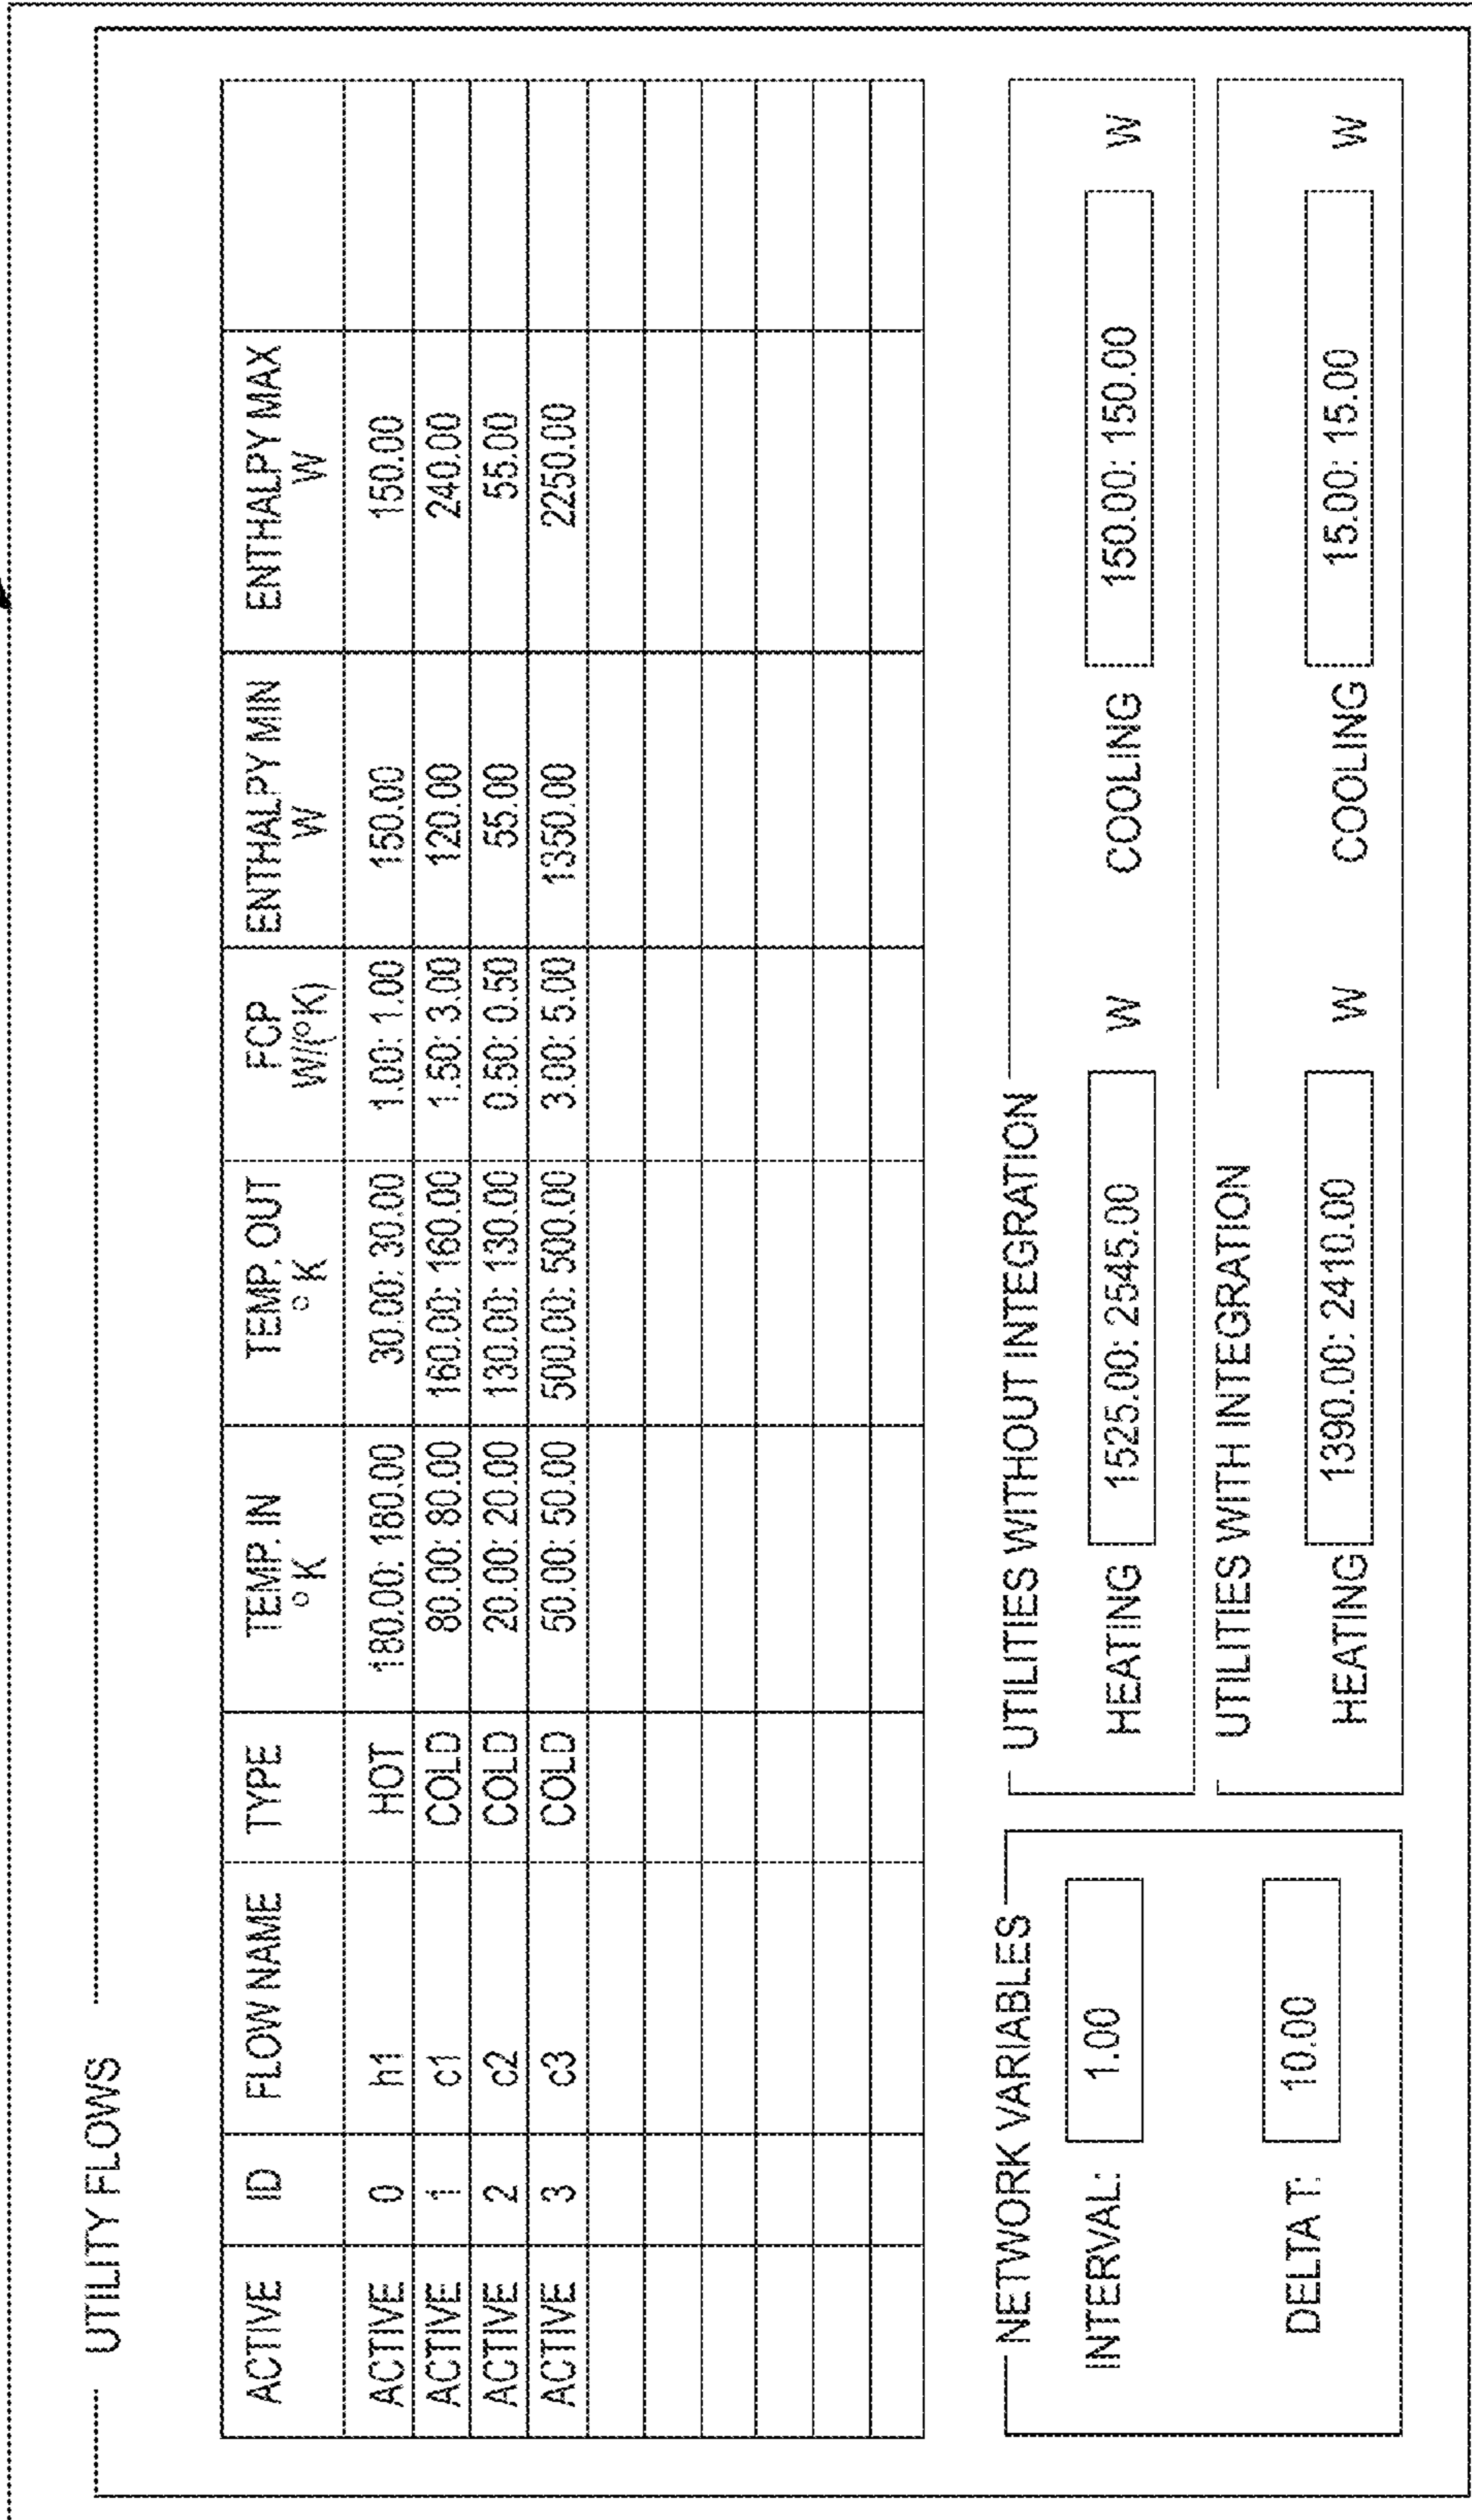 UTILITY FLOWS
ACTIVE ID FLOW NAME TYPE TEMP. IN TEMP. OUT FCP ENTHALPY MIN ENTHALPY MAX
°K °K W/(°K) W W
ACTIVE 0 h1 HOT 180.00: 180.00 30.00: 30.00 1.00: 1.00 150.00 150.00
ACTIVE 1 c1 COLD 80.00: 80.00 160.00: 160.00 1.50: 3.00 120.00 240.00
ACTIVE 2 c2 COLD 20.00: 20.00 130.00: 130.00 0.50: 0.50 55.00 55.00
ACTIVE 3 c3 COLD 50.00: 50.00 500.00: 500.00 3.00: 5.00 1350.00 2250.00
NETWORK VARIABLES
INTERVAL: 1.00
DELTA T: 10.00
UTILITIES WITHOUT INTEGRATION
HEATING 1525.00: 2545.00 W COOLING 150.00: 150.00 W
UTILITIES WITH INTEGRATION
HEATING 1390.00: 2410.00 W COOLING 15.00: 15.00 W